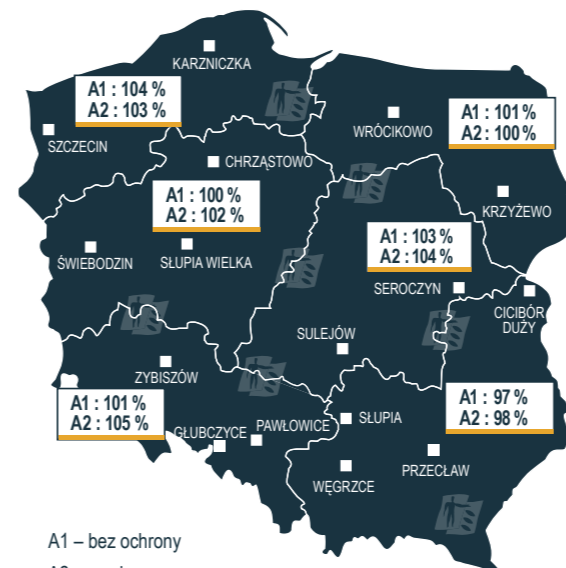 KARZNICZKA
A1 : 104 %
A2 : 103 %
SZCZECIN
WRÓCIKOWO
A1 : 101 %
A2 : 100 %
CHRZĄSTOWO
A1 : 100 %
A2 : 102 %
KRZYŻEWO
ŚWIEBODZIN
SŁUPIA WIELKA
A1 : 103 %
A2 : 104 %
SEROCZYN
CICIBÓR
DUŻY
SULEJÓW
ZYBISZÓW
A1 : 101 %
A2 : 105 %
GŁUBCZYCE
PAWŁOWICE
SŁUPIA
A1 : 97 %
A2 : 98 %
PRZECŁAW
WĘGRZCE
A1 – bez ochrony